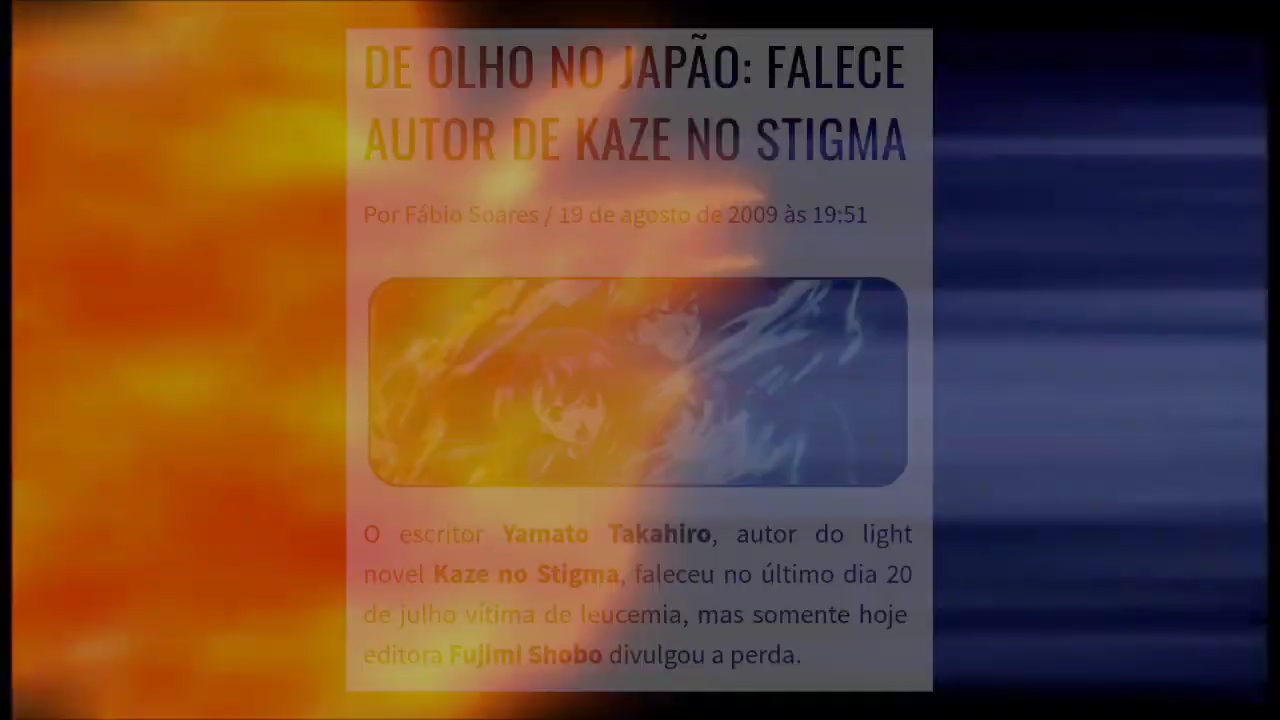 DE OLHO NO JAPÃO: FALECE
AUTOR DE KAZE NO STIGMA
Por Fábio Soares / 19 de agosto de 2009 às 19:51
O escritor Yamato Takahiro, autor do light
novel Kaze no Stigma, faleceu no último dia 20
de julho vítima de leucemia, mas somente hoje
editora Fujimi Shobo divulgou a perda.